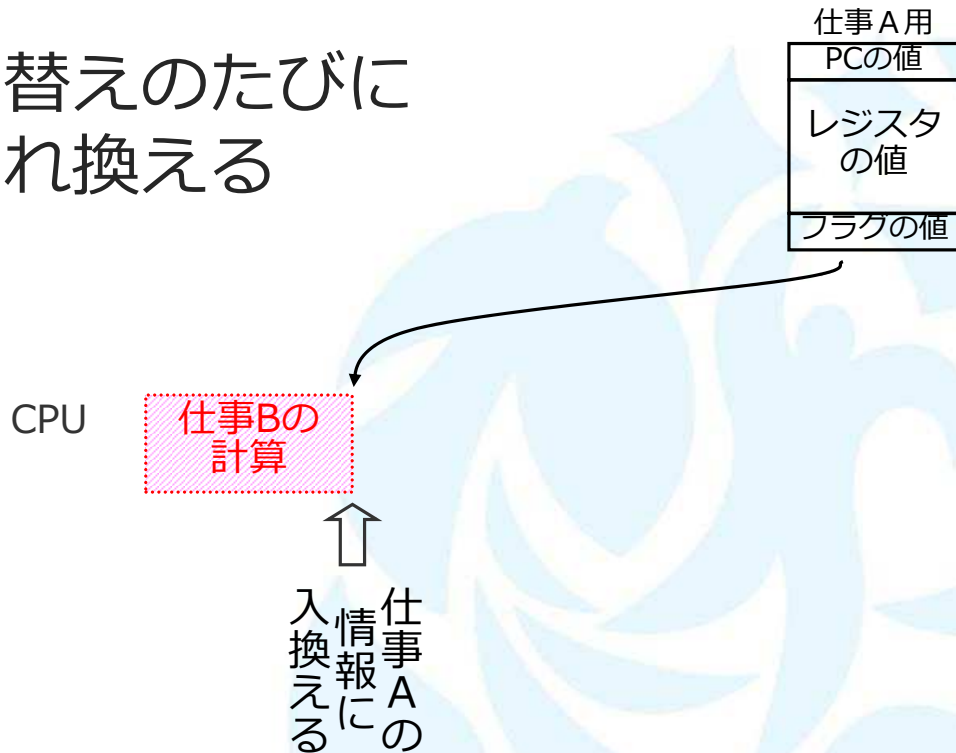 替えのたびに
れ換える
仕事Ａ用
PCの値
レジスタ
の値
フラグの値
CPU
仕事Bの
計算
仕事Aの
情報に
入換える